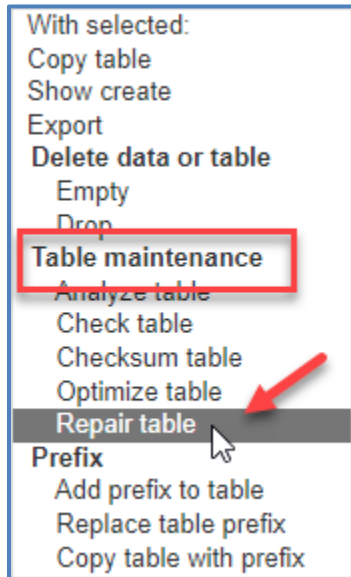 With selected:
Copy table
Show create
Export
Delete data or table
Empty
Drop
Table maintenance
Analyze table
Check table
Checksum table
Optimize table
Repair table
Prefix
Add prefix to table
Replace table prefix
Copy table with prefix